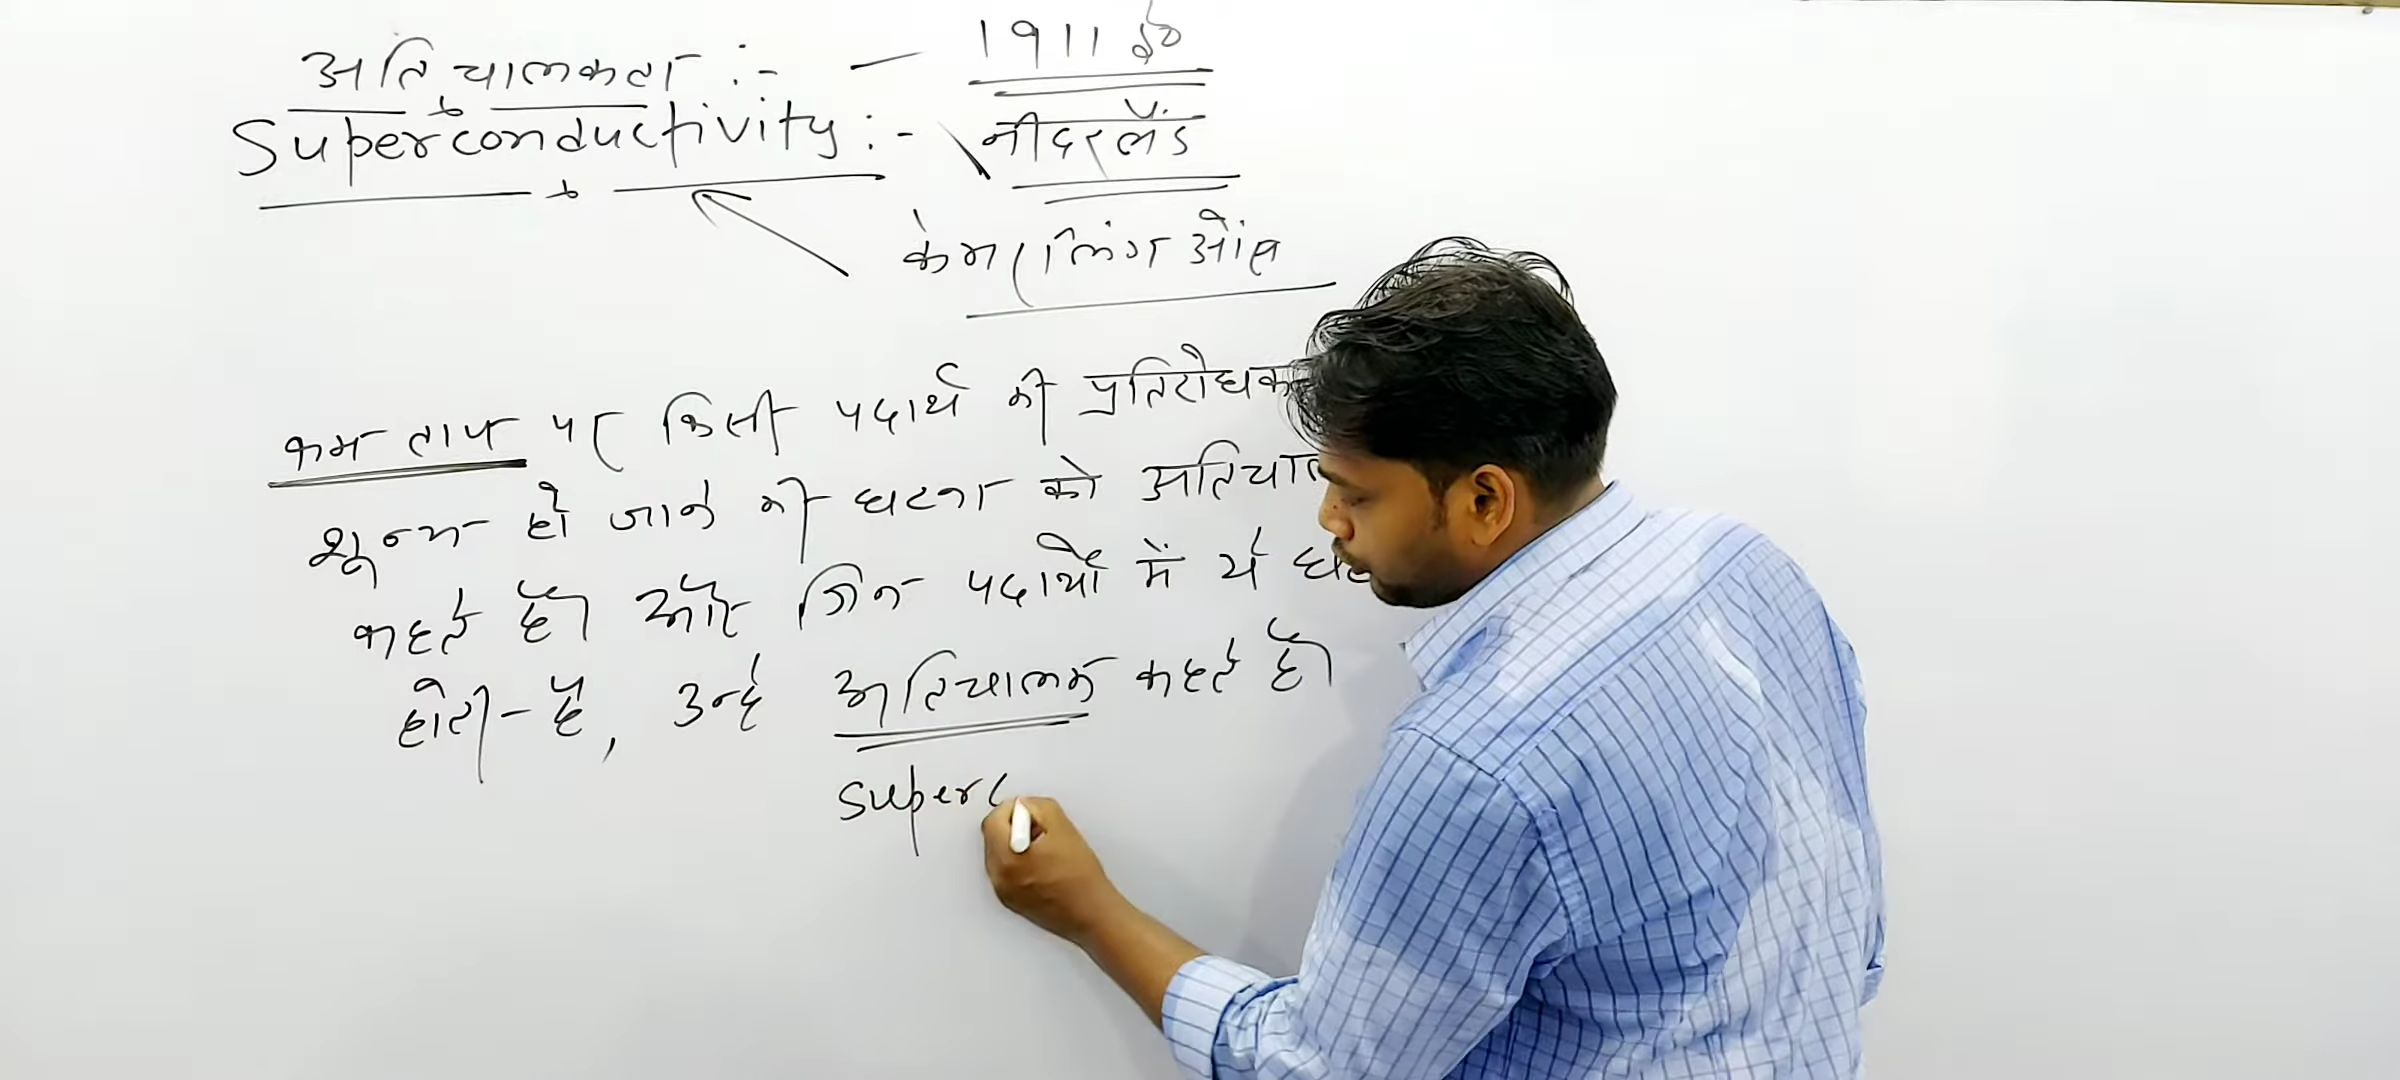 अतिचालकता :- — 1911 ई०
Superconductivity :- नीदरलैंड
केमरलिंग ओंस
कम ताप पर किसी पदार्थ की प्रतिरोधक
शून्य हो जाने की घटना को अतिचाल
कहते हैं। और जिन पदार्थों में ये घट
होती है, उन्हें अतिचालक कहते हैं।
superc